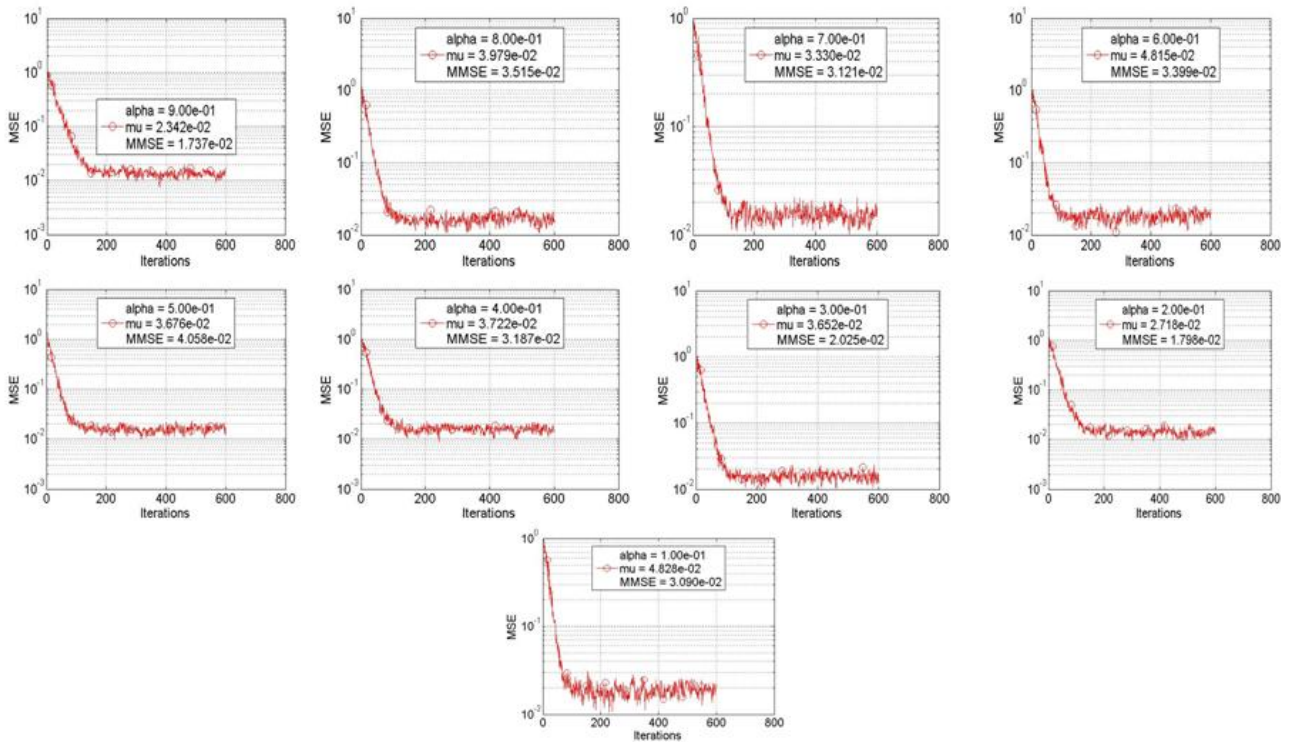 alpha = 9.00e-01
mu = 2.342e-02
MMSE = 1.737e-02
MSE
10^1
10^0
10^-1
10^-2
10^-3
0 200 400 600 800
Iterations
alpha = 8.00e-01
mu = 3.979e-02
MMSE = 3.515e-02
MSE
10^1
10^0
10^-1
10^-2
0 200 400 600 800
Iterations
alpha = 7.00e-01
mu = 3.330e-02
MMSE = 3.121e-02
MSE
10^0
10^-1
10^-2
0 200 400 600 800
Iterations
alpha = 6.00e-01
mu = 4.815e-02
MMSE = 3.399e-02
MSE
10^1
10^0
10^-1
10^-2
0 200 400 600 800
Iterations
alpha = 5.00e-01
mu = 3.676e-02
MMSE = 4.058e-02
MSE
10^1
10^0
10^-1
10^-2
10^-3
0 200 400 600 800
Iterations
alpha = 4.00e-01
mu = 3.722e-02
MMSE = 3.187e-02
MSE
10^1
10^0
10^-1
10^-2
10^-3
0 200 400 600 800
Iterations
alpha = 3.00e-01
mu = 3.652e-02
MMSE = 2.025e-02
MSE
10^1
10^0
10^-1
10^-2
0 200 400 600 800
Iterations
alpha = 2.00e-01
mu = 2.718e-02
MMSE = 1.798e-02
MSE
10^1
10^0
10^-1
10^-2
10^-3
0 200 400 600 800
Iterations
alpha = 1.00e-01
mu = 4.828e-02
MMSE = 3.090e-02
MSE
10^0
10^-1
10^-2
0 200 400 600 800
Iterations